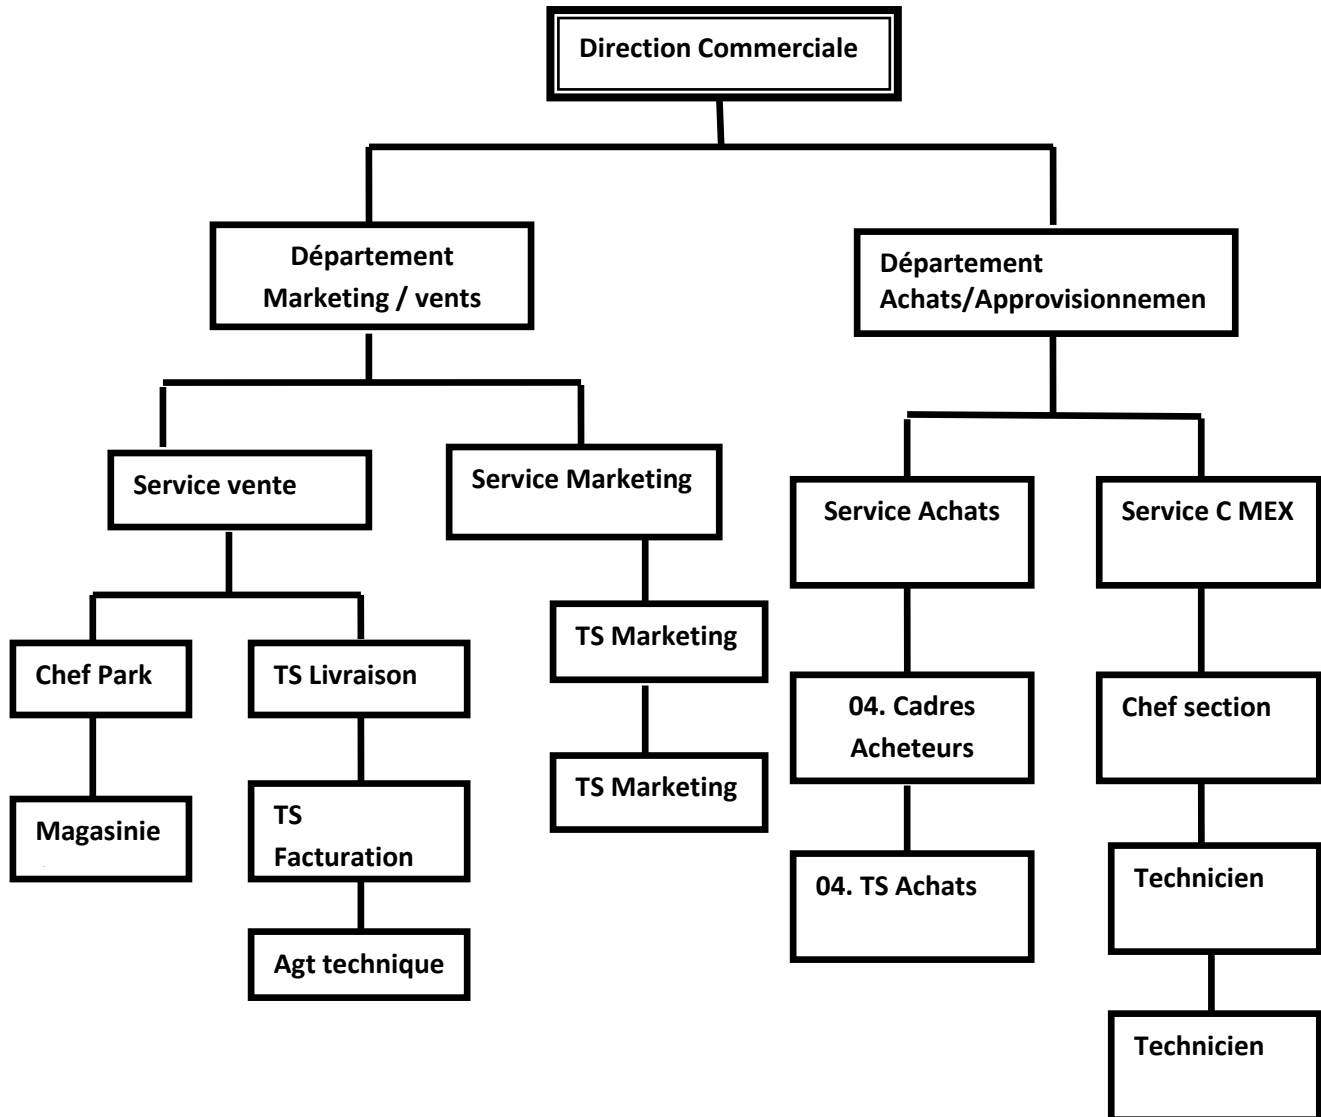 Direction Commerciale
Département
Marketing / vents
Département
Achats/Approvisionnemen
Service vente
Service Marketing
Service Achats
Service C MEX
Chef Park
TS Livraison
TS Marketing
04. Cadres
Acheteurs
Chef section
Magasinie
TS
Facturation
TS Marketing
04. TS Achats
Technicien
Agt technique
Technicien